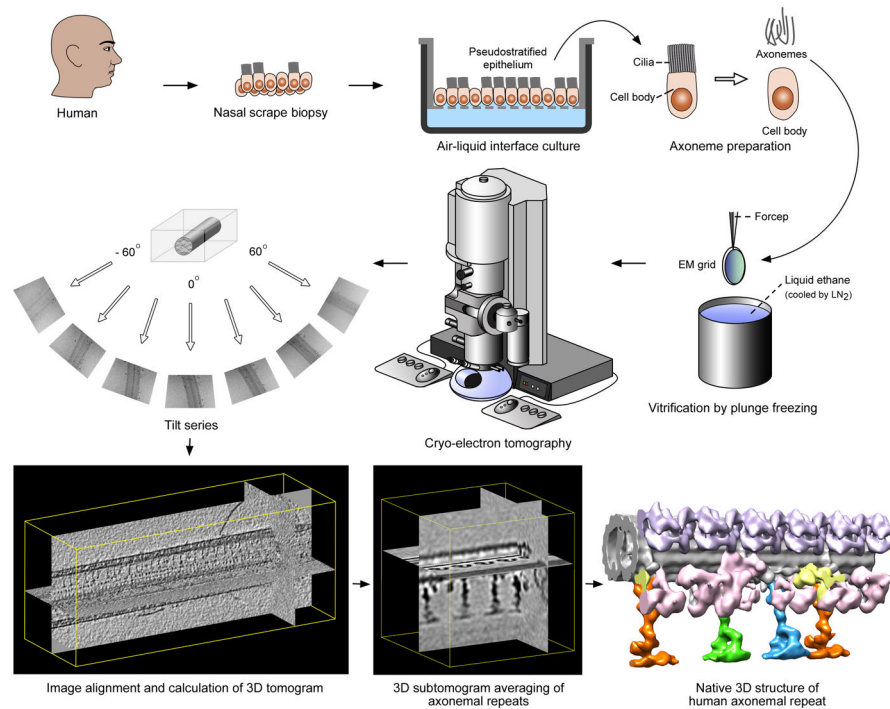 Human
Nasal scrape biopsy
Pseudostratified
epithelium
Air-liquid interface culture
Cilia
Cell body
Axonemes
Cell body
Axoneme preparation
Forcep
EM grid
Liquid ethane
(cooled by LN₂)
Vitrification by plunge freezing
Cryo-electron tomography
- 60°
0°
60°
Tilt series
Image alignment and calculation of 3D tomogram
3D subtomogram averaging of
axonemal repeats
Native 3D structure of
human axonemal repeat